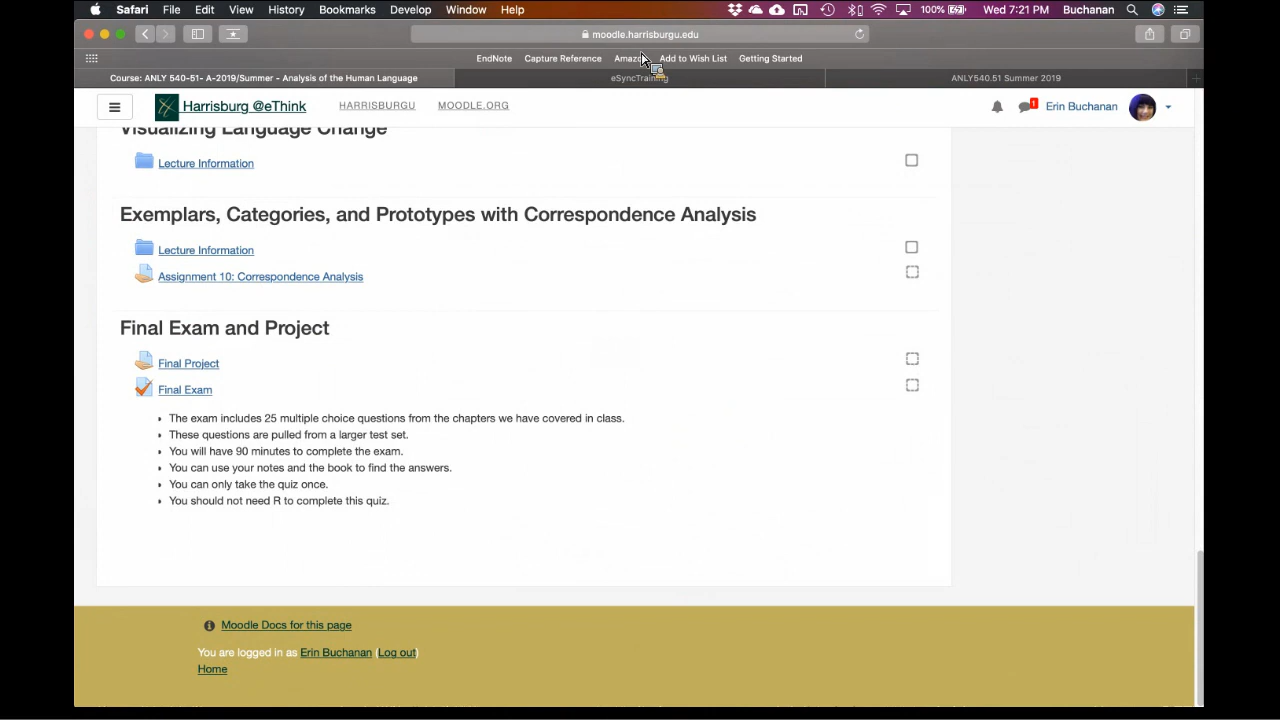 Safari File Edit View History Bookmarks Develop Window Help 100% Wed 7:21 PM Buchanan
moodle.harrisburgu.edu
EndNote Capture Reference Amazon Add to Wish List Getting Started
Course: ANLY 540-51- A-2019/Summer - Analysis of the Human Language eSyncTraining ANLY540.51 Summer 2019
Harrisburg @eThink HARRISBURGU MOODLE.ORG 1 Erin Buchanan
Visualizing Language Change
Lecture Information
Exemplars, Categories, and Prototypes with Correspondence Analysis
Lecture Information
Assignment 10: Correspondence Analysis
Final Exam and Project
Final Project
Final Exam
• The exam includes 25 multiple choice questions from the chapters we have covered in class.
• These questions are pulled from a larger test set.
• You will have 90 minutes to complete the exam.
• You can use your notes and the book to find the answers.
• You can only take the quiz once.
• You should not need R to complete this quiz.
Moodle Docs for this page
You are logged in as Erin Buchanan (Log out)
Home